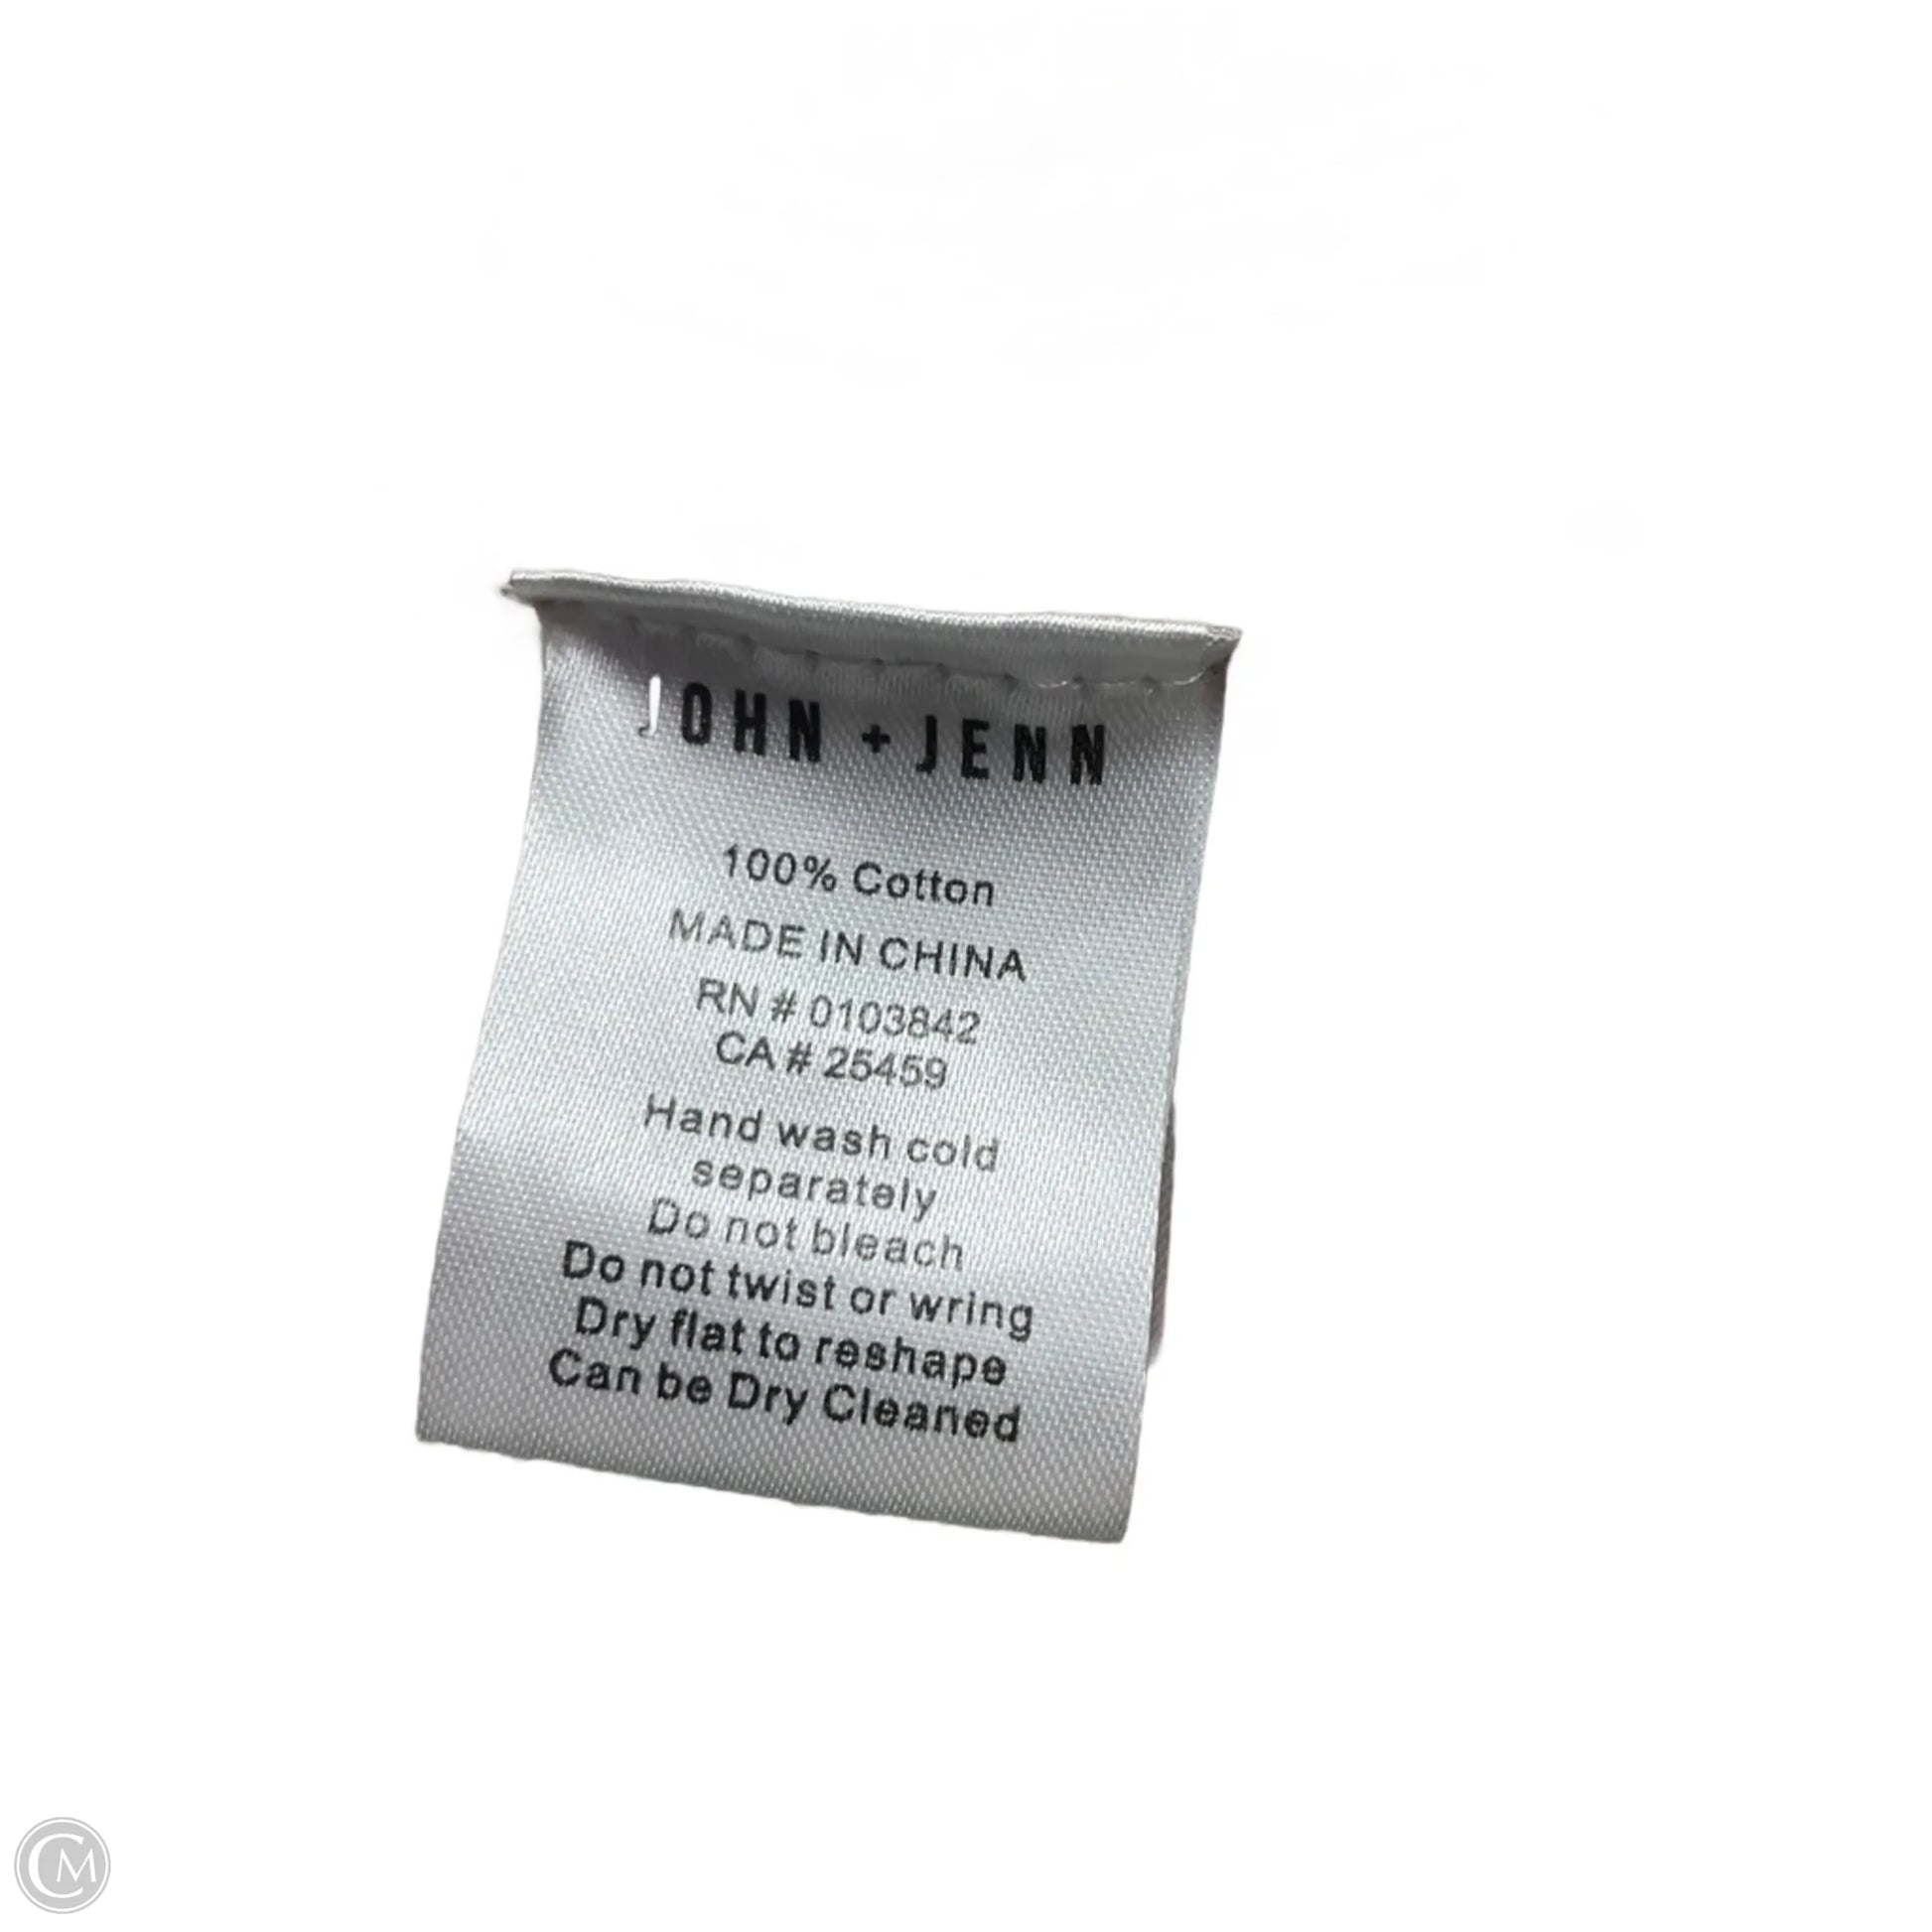 JOHN + JENN
100% Cotton
MADE IN CHINA
RN # 0103842
CA # 25459
Hand wash cold
separately
Do not bleach
Do not twist or wring
Dry flat to reshape
Can be Dry Cleaned
CM